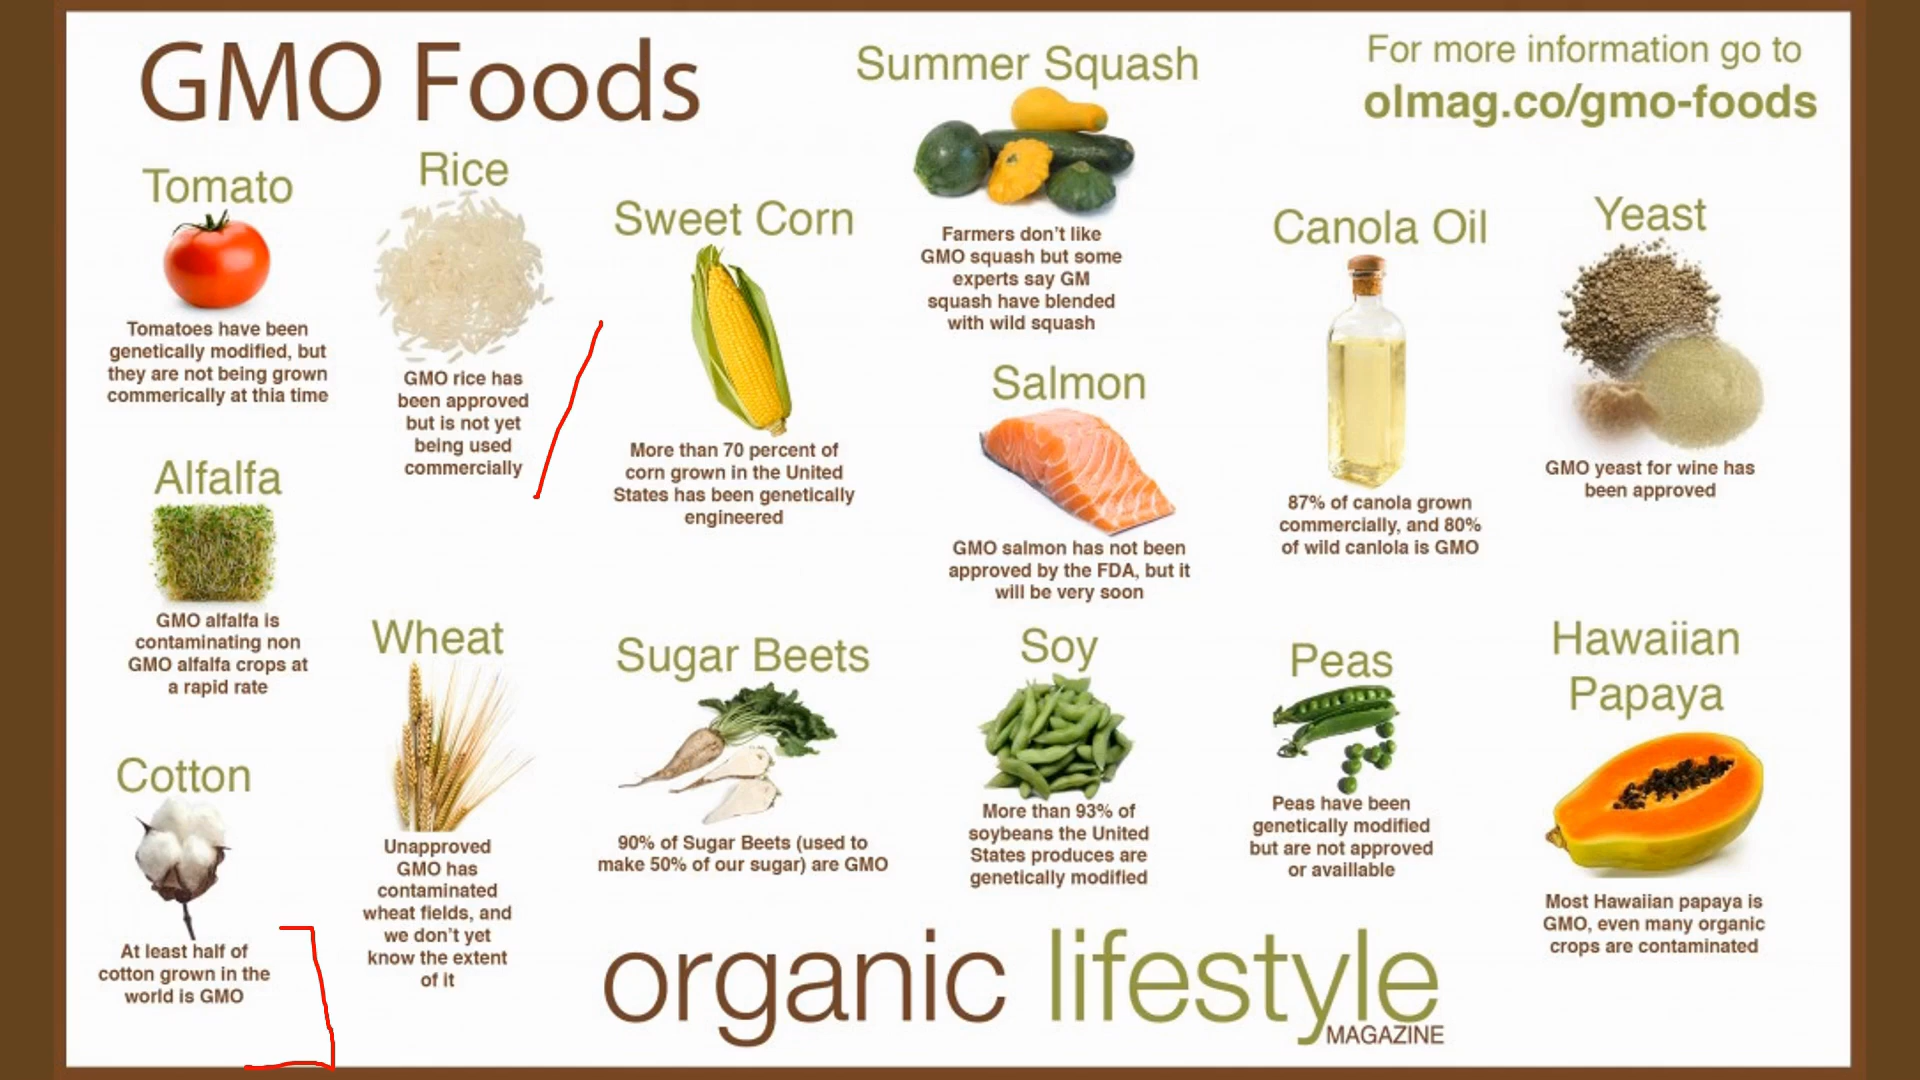 GMO Foods
Summer Squash
For more information go to
olmag.co/gmo-foods
Farmers don't like
GMO squash but some
experts say GM
squash have blended
with wild squash
Tomato
Tomatoes have been
genetically modified, but
they are not being grown
commerically at thia time
Rice
GMO rice has
been approved
but is not yet
being used
commercially
Sweet Corn
More than 70 percent of
corn grown in the United
States has been genetically
engineered
Salmon
GMO salmon has not been
approved by the FDA, but it
will be very soon
Canola Oil
87% of canola grown
commercially, and 80%
of wild canlola is GMO
Yeast
GMO yeast for wine has
been approved
Alfalfa
GMO alfalfa is
contaminating non
GMO alfalfa crops at
a rapid rate
Wheat
Unapproved
GMO has
contaminated
wheat fields, and
we don't yet
know the extent
of it
Sugar Beets
90% of Sugar Beets (used to
make 50% of our sugar) are GMO
Soy
More than 93% of
soybeans the United
States produces are
genetically modified
Peas
Peas have been
genetically modified
but are not approved
or avaliable
Hawaiian
Papaya
Most Hawaiian papaya is
GMO, even many organic
crops are contaminated
Cotton
At least half of
cotton grown in the
world is GMO
organic lifestyle
MAGAZINE